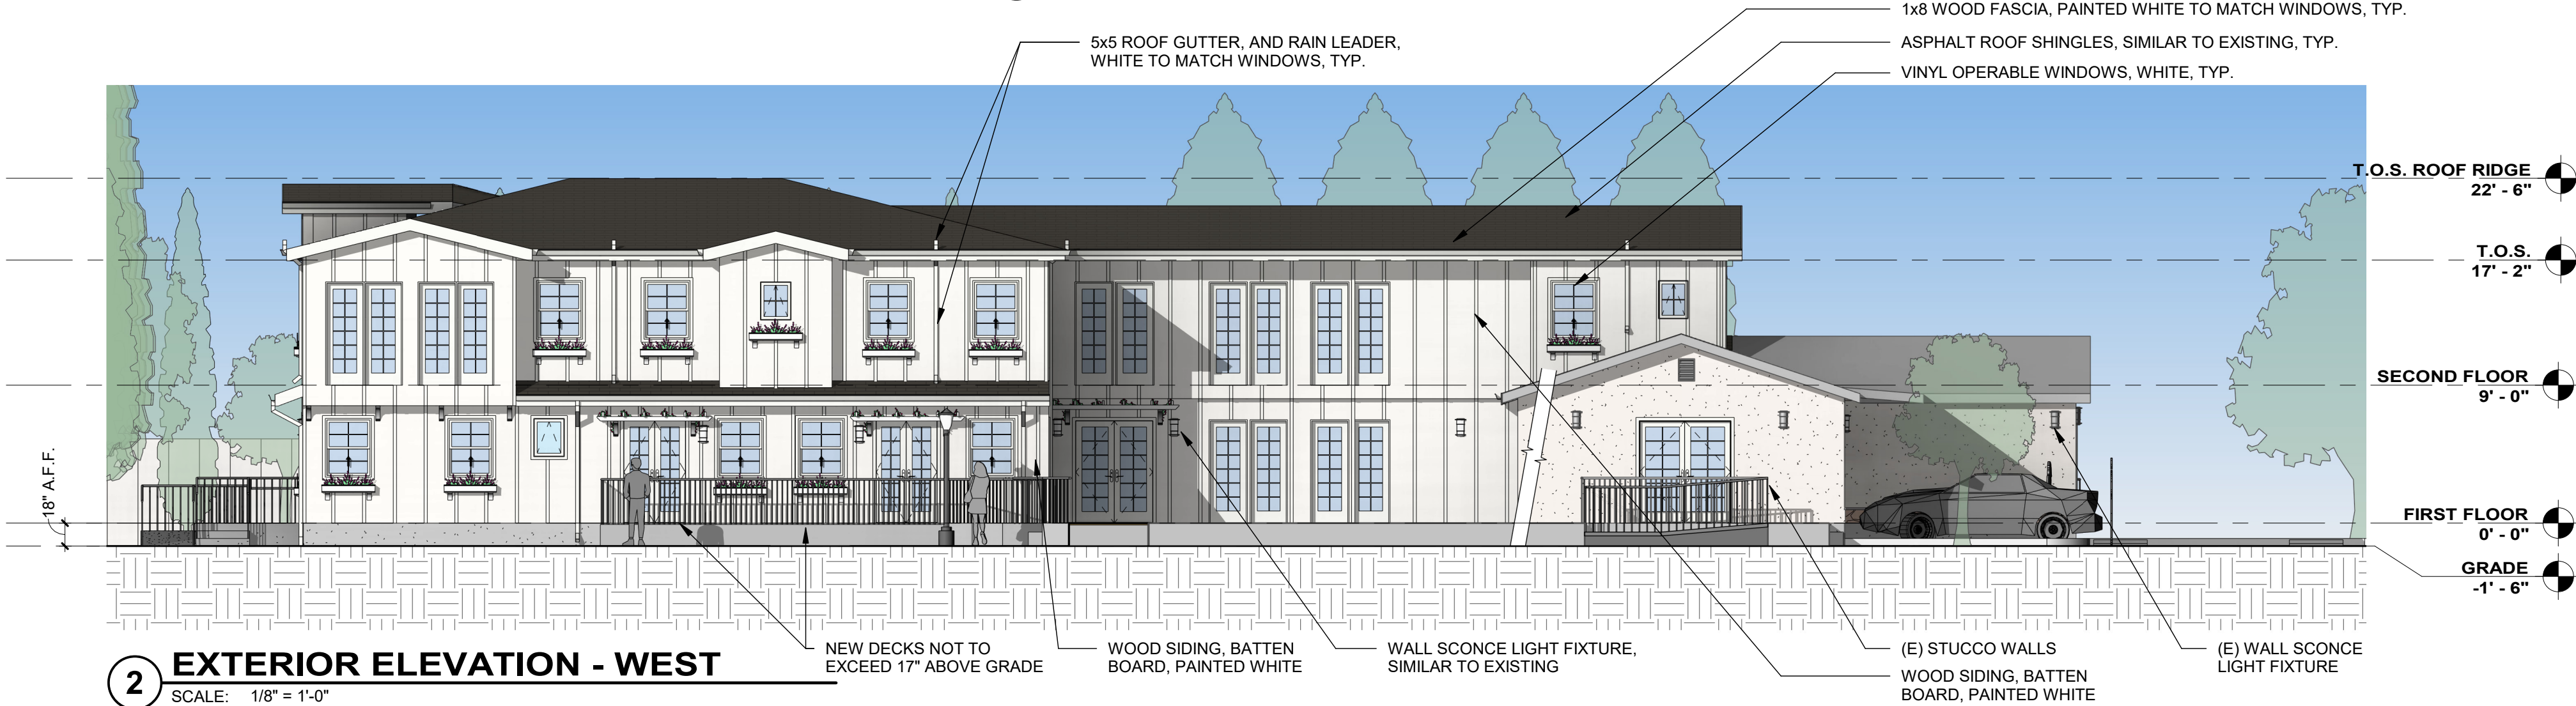 1x8 WOOD FASCIA, PAINTED WHITE TO MATCH WINDOWS, TYP.
5x5 ROOF GUTTER, AND RAIN LEADER,
WHITE TO MATCH WINDOWS, TYP.
ASPHALT ROOF SHINGLES, SIMILAR TO EXISTING, TYP.
VINYL OPERABLE WINDOWS, WHITE, TYP.
T.O.S. ROOF RIDGE
22' - 6"
T.O.S.
17' - 2"
SECOND FLOOR
9' - 0"
18" A.F.F.
FIRST FLOOR
0' - 0"
GRADE
-1' - 6"
NEW DECKS NOT TO
EXCEED 17" ABOVE GRADE
WOOD SIDING, BATTEN
BOARD, PAINTED WHITE
WALL SCONCE LIGHT FIXTURE,
SIMILAR TO EXISTING
(E) STUCCO WALLS
WOOD SIDING, BATTEN
BOARD, PAINTED WHITE
(E) WALL SCONCE
LIGHT FIXTURE
2 EXTERIOR ELEVATION - WEST
SCALE: 1/8" = 1'-0"